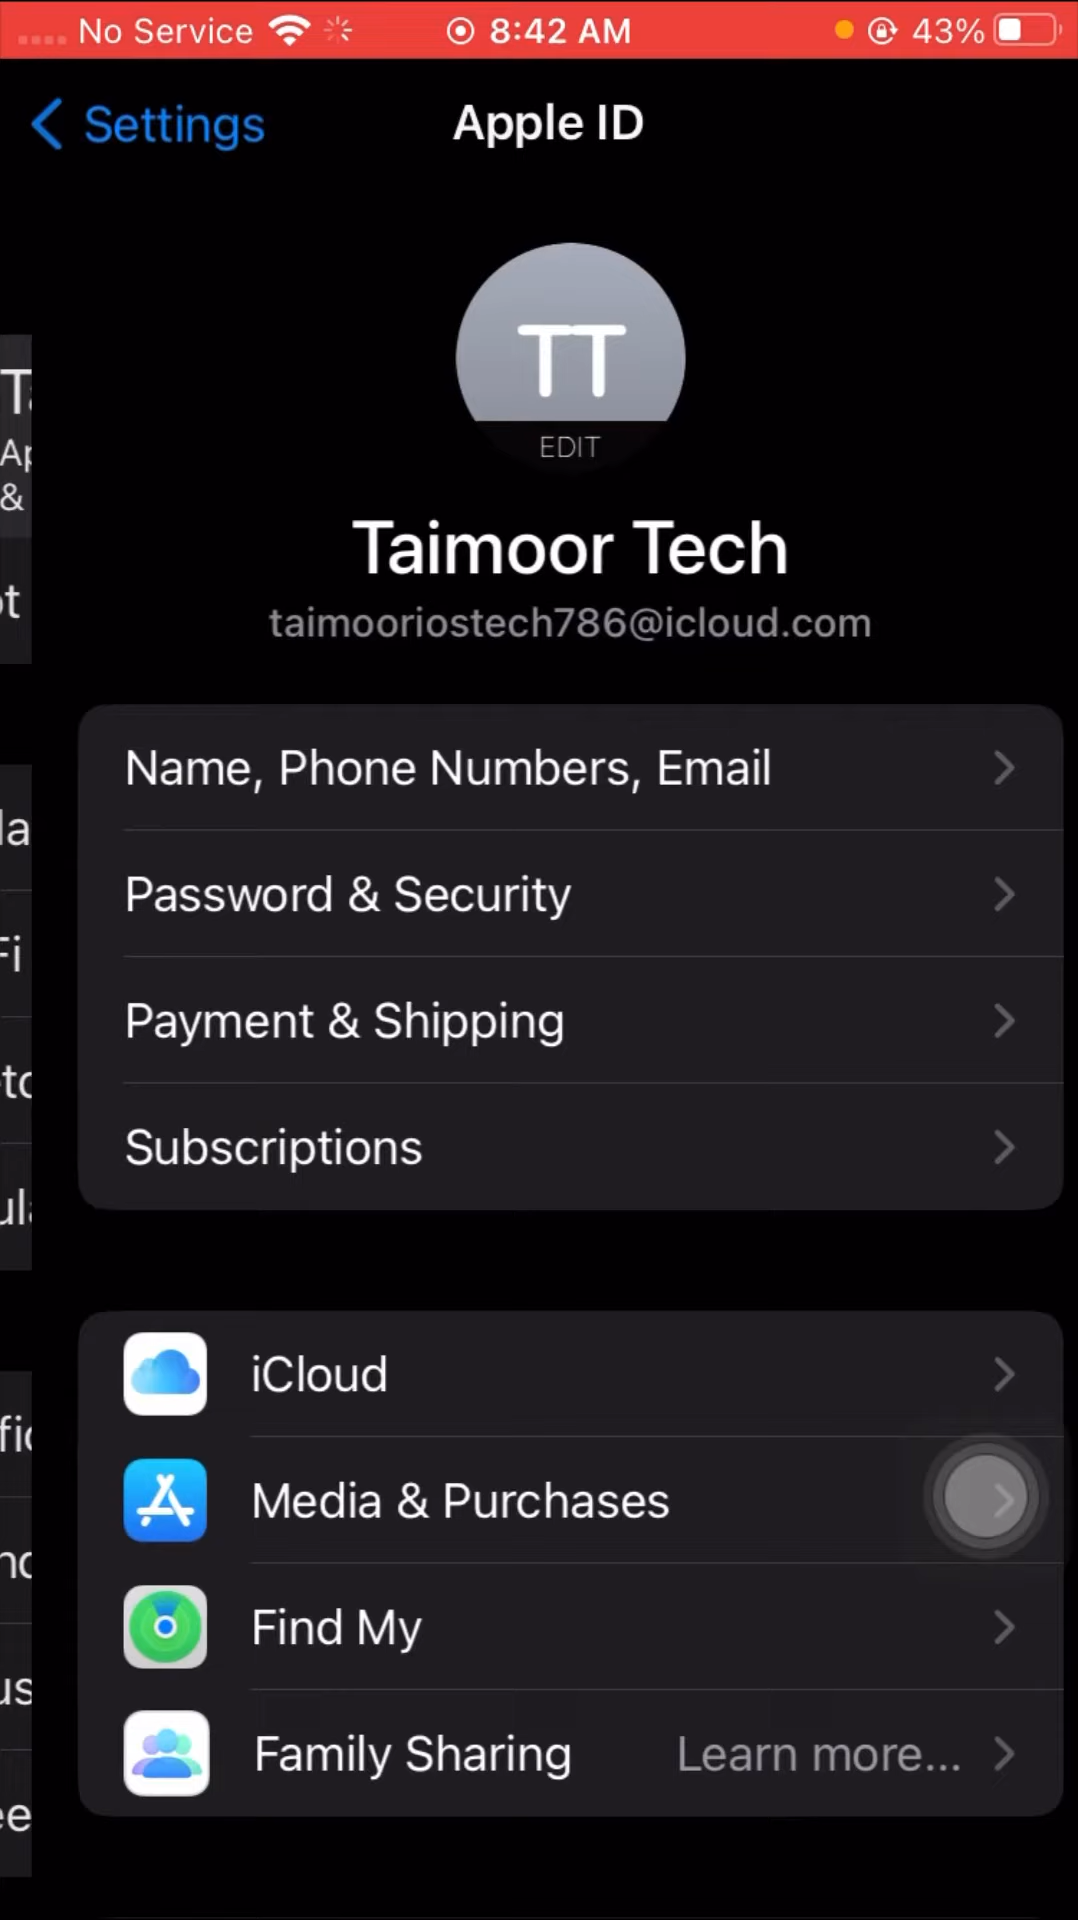 No Service 8:42 AM 43%
Settings
Apple ID
TT
EDIT
Taimoor Tech
taimooriostech786@icloud.com
Name, Phone Numbers, Email
Password & Security
Payment & Shipping
Subscriptions
iCloud
Media & Purchases
Find My
Family Sharing Learn more...